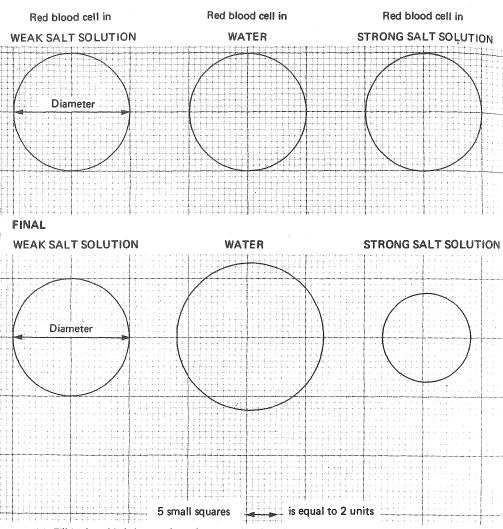 Red blood cell in Red blood cell in Red blood cell in
WEAK SALT SOLUTION WATER STRONG SALT SOLUTION
Diameter
FINAL
WEAK SALT SOLUTION WATER STRONG SALT SOLUTION
Diameter
5 small squares is equal to 2 units